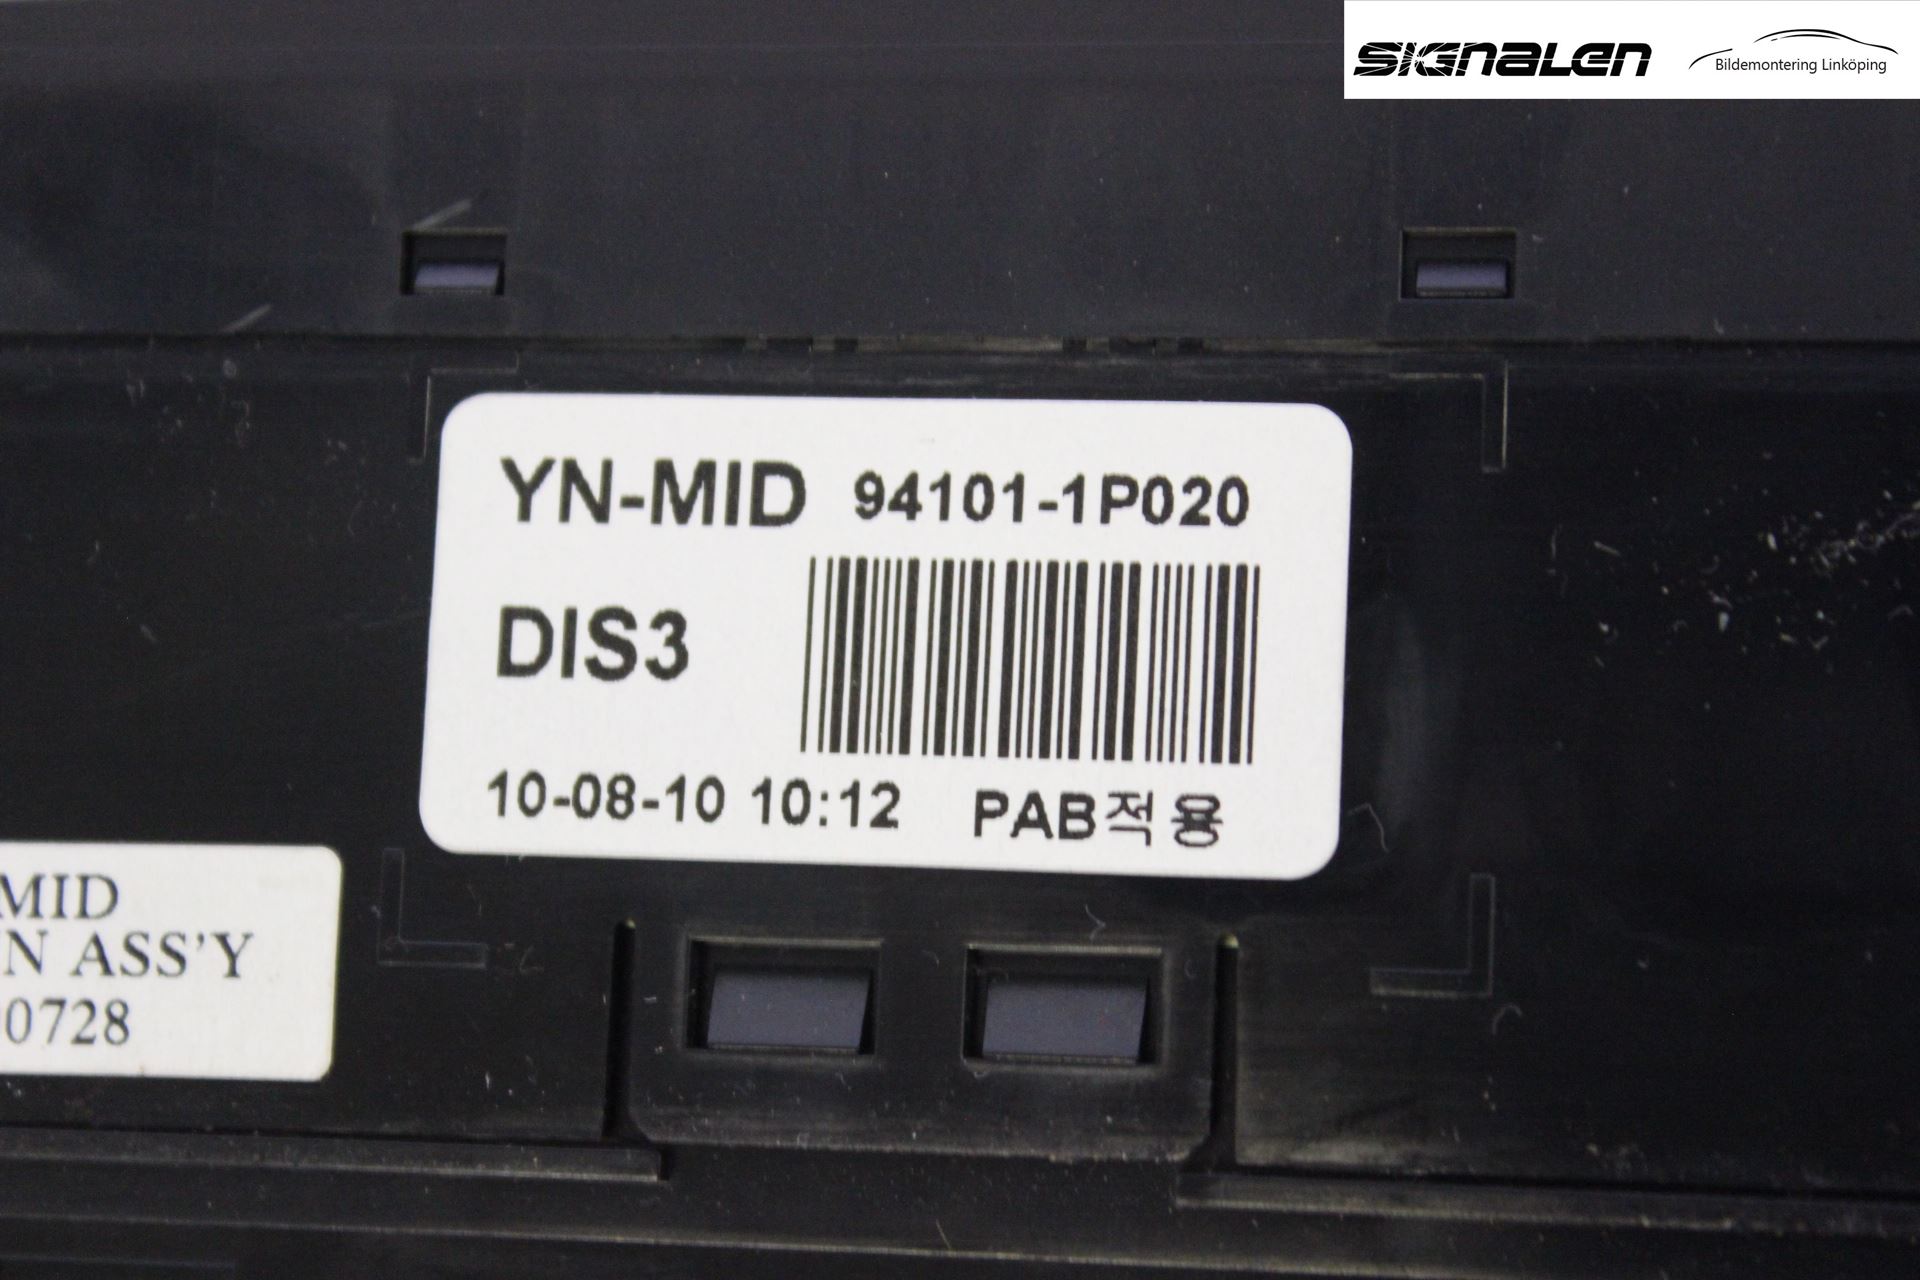 SIGNALEN
Bildemontering Linköping
YN-MID 94101-1P020
DIS3
10-08-10 10:12 PAB적용
MID
N ASS'Y
0728